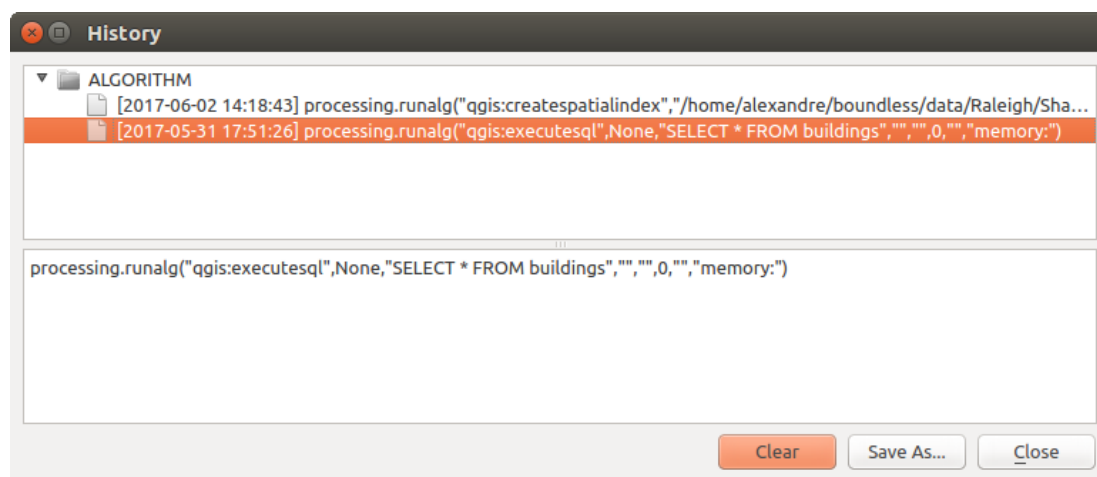 History
ALGORITHM
[2017-06-02 14:18:43] processing.runalg("qgis:createspatialindex","/home/alexandre/boundless/data/Raleigh/Sha...
[2017-05-31 17:51:26] processing.runalg("qgis:executesql",None,"SELECT * FROM buildings","","",0,"","memory:")
processing.runalg("qgis:executesql",None,"SELECT * FROM buildings","","",0,"","memory:")
Clear Save As... Close